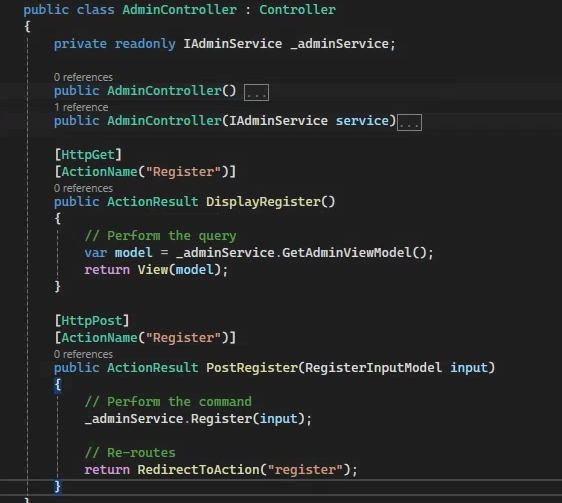 public class AdminController : Controller
{
private readonly IAdminService _adminService;
0 references
public AdminController() ...
1 reference
public AdminController(IAdminService service)...
[HttpGet]
[ActionName("Register")]
0 references
public ActionResult DisplayRegister()
{
// Perform the query
var model = _adminService.GetAdminViewModel();
return View(model);
}
[HttpPost]
[ActionName("Register")]
0 references
public ActionResult PostRegister(RegisterInputModel input)
{
// Perform the command
_adminService.Register(input);
// Re-routes
return RedirectToAction("register");
}
}